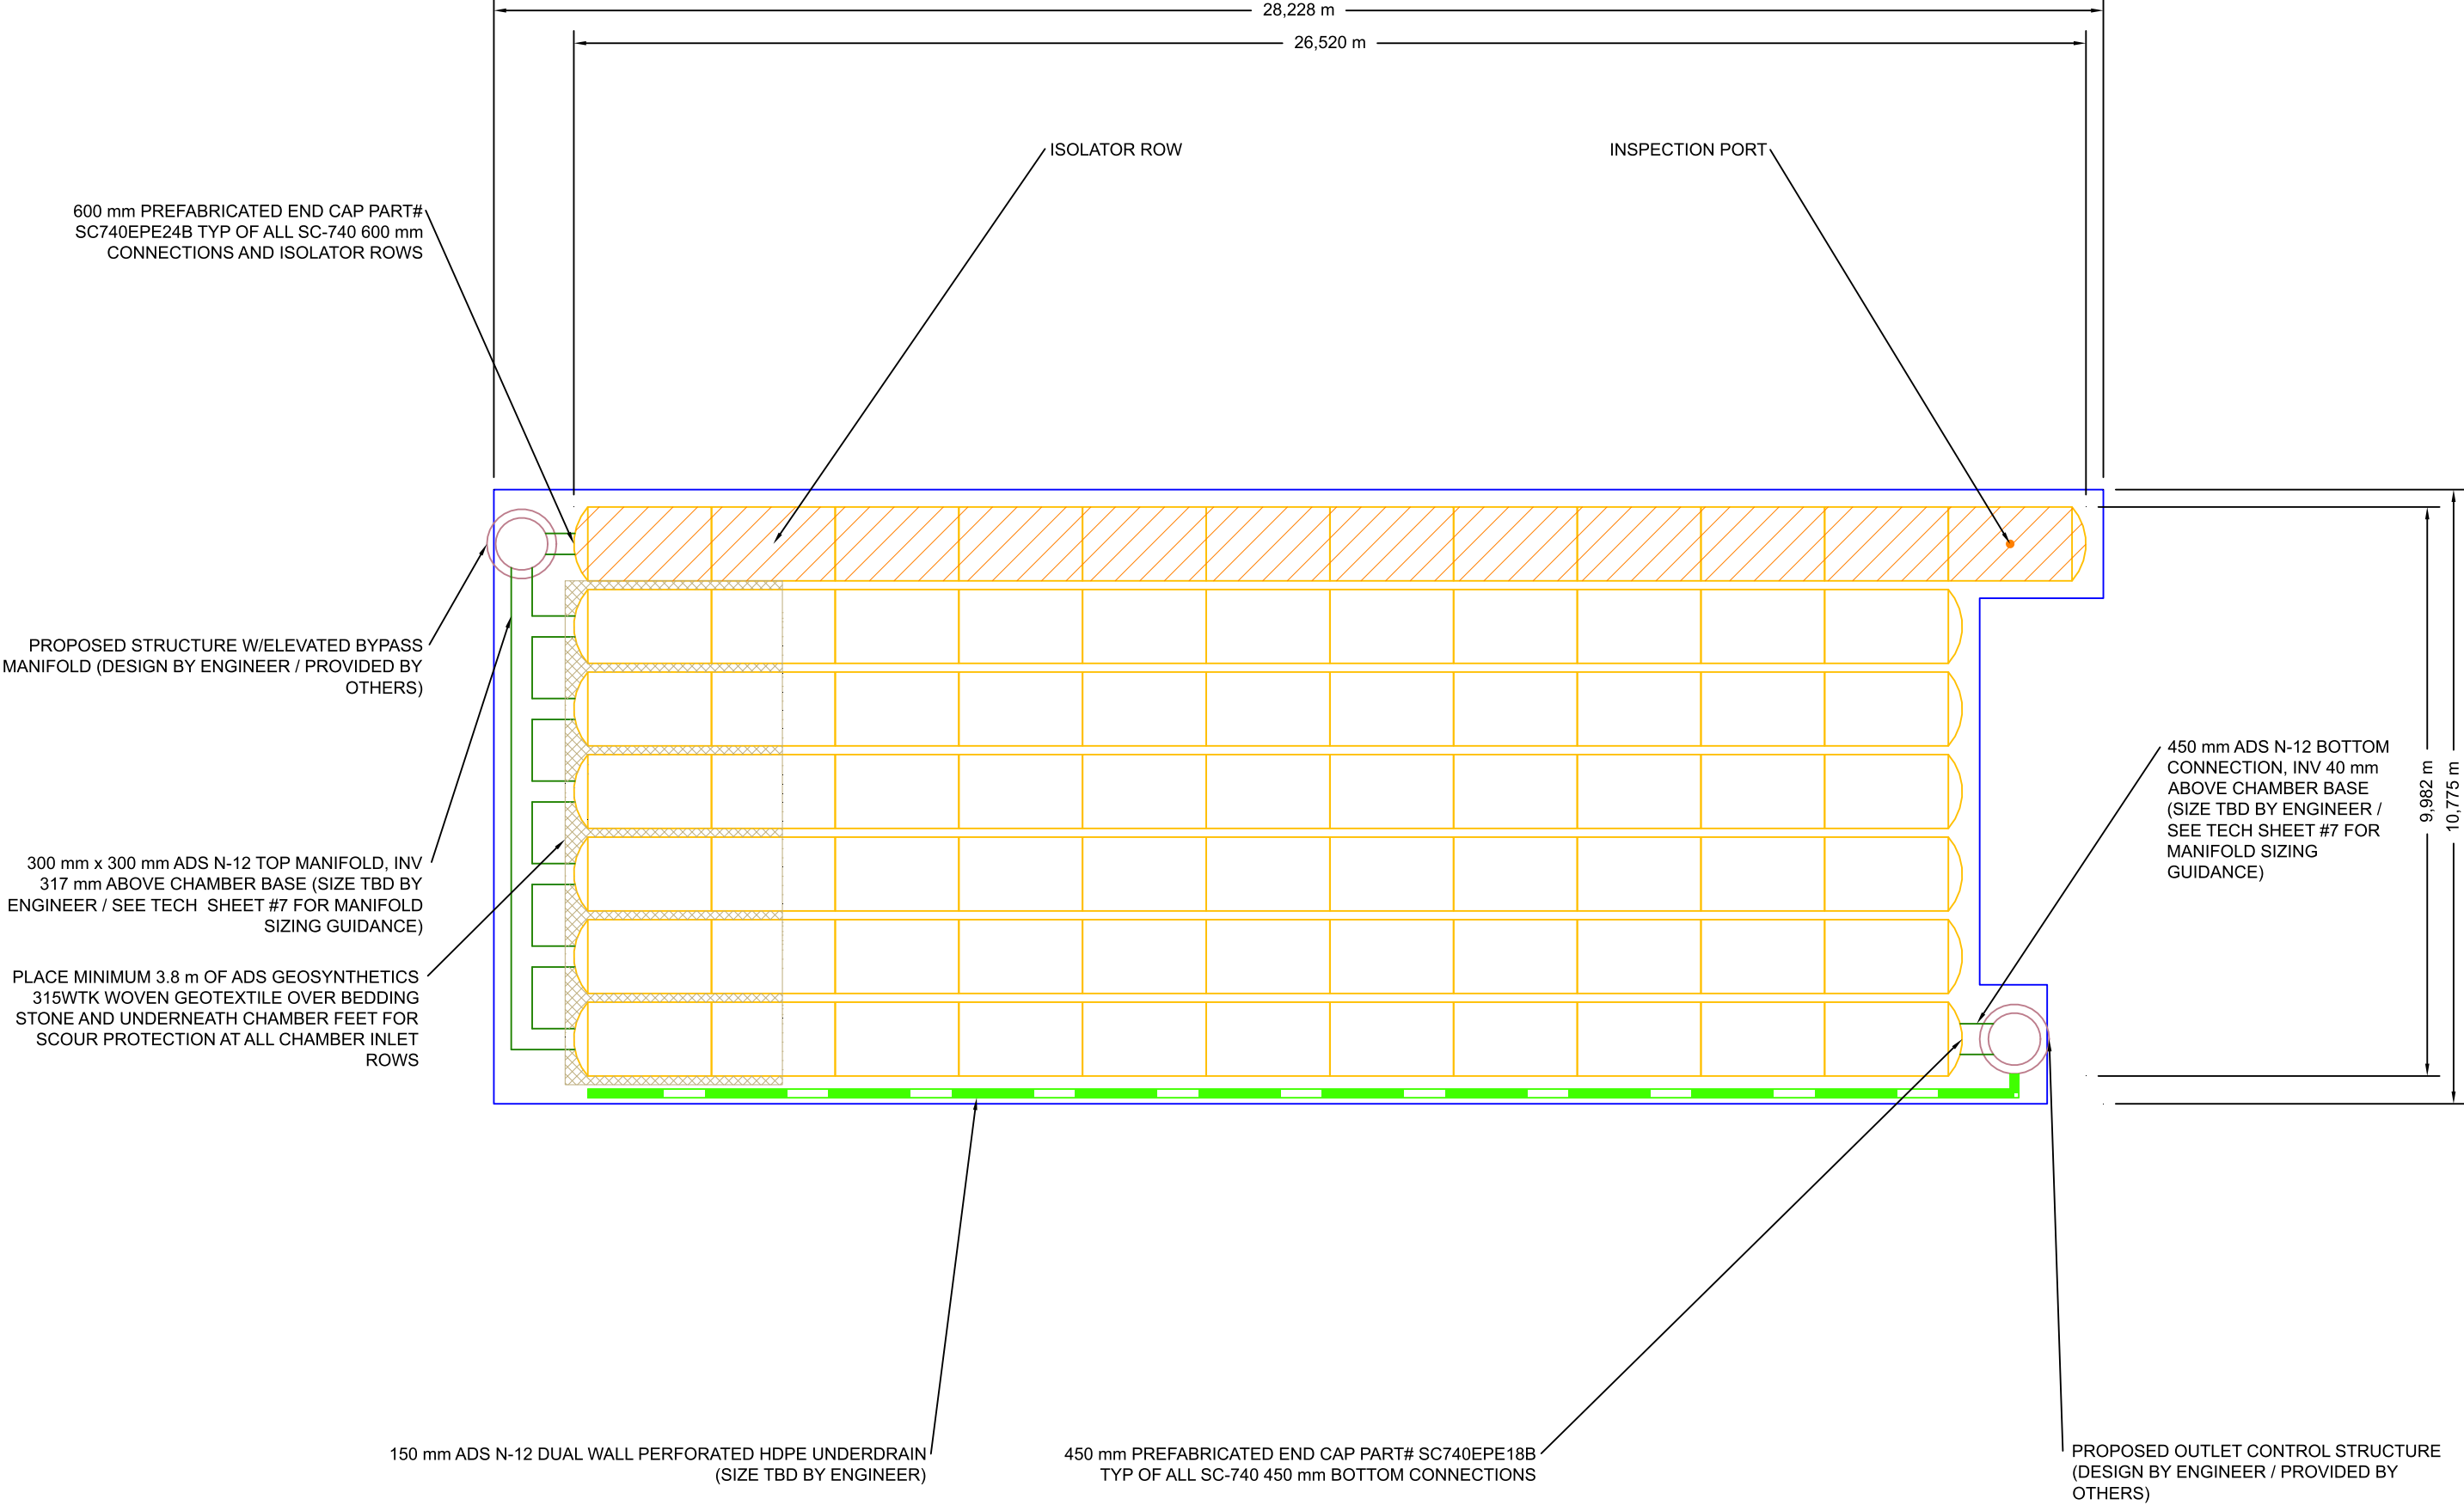 28,228 m
26,520 m
ISOLATOR ROW
INSPECTION PORT
600 mm PREFABRICATED END CAP PART#
SC740EPE24B TYP OF ALL SC-740 600 mm
CONNECTIONS AND ISOLATOR ROWS
PROPOSED STRUCTURE W/ELEVATED BYPASS
MANIFOLD (DESIGN BY ENGINEER / PROVIDED BY
OTHERS)
300 mm x 300 mm ADS N-12 TOP MANIFOLD, INV
317 mm ABOVE CHAMBER BASE (SIZE TBD BY
ENGINEER / SEE TECH SHEET #7 FOR MANIFOLD
SIZING GUIDANCE)
PLACE MINIMUM 3.8 m OF ADS GEOSYNTHETICS
315WTK WOVEN GEOTEXTILE OVER BEDDING
STONE AND UNDERNEATH CHAMBER FEET FOR
SCOUR PROTECTION AT ALL CHAMBER INLET
ROWS
450 mm ADS N-12 BOTTOM
CONNECTION, INV 40 mm
ABOVE CHAMBER BASE
(SIZE TBD BY ENGINEER /
SEE TECH SHEET #7 FOR
MANIFOLD SIZING
GUIDANCE)
9,982 m
10,775 m
150 mm ADS N-12 DUAL WALL PERFORATED HDPE UNDERDRAIN
(SIZE TBD BY ENGINEER)
450 mm PREFABRICATED END CAP PART# SC740EPE18B
TYP OF ALL SC-740 450 mm BOTTOM CONNECTIONS
PROPOSED OUTLET CONTROL STRUCTURE
(DESIGN BY ENGINEER / PROVIDED BY
OTHERS)